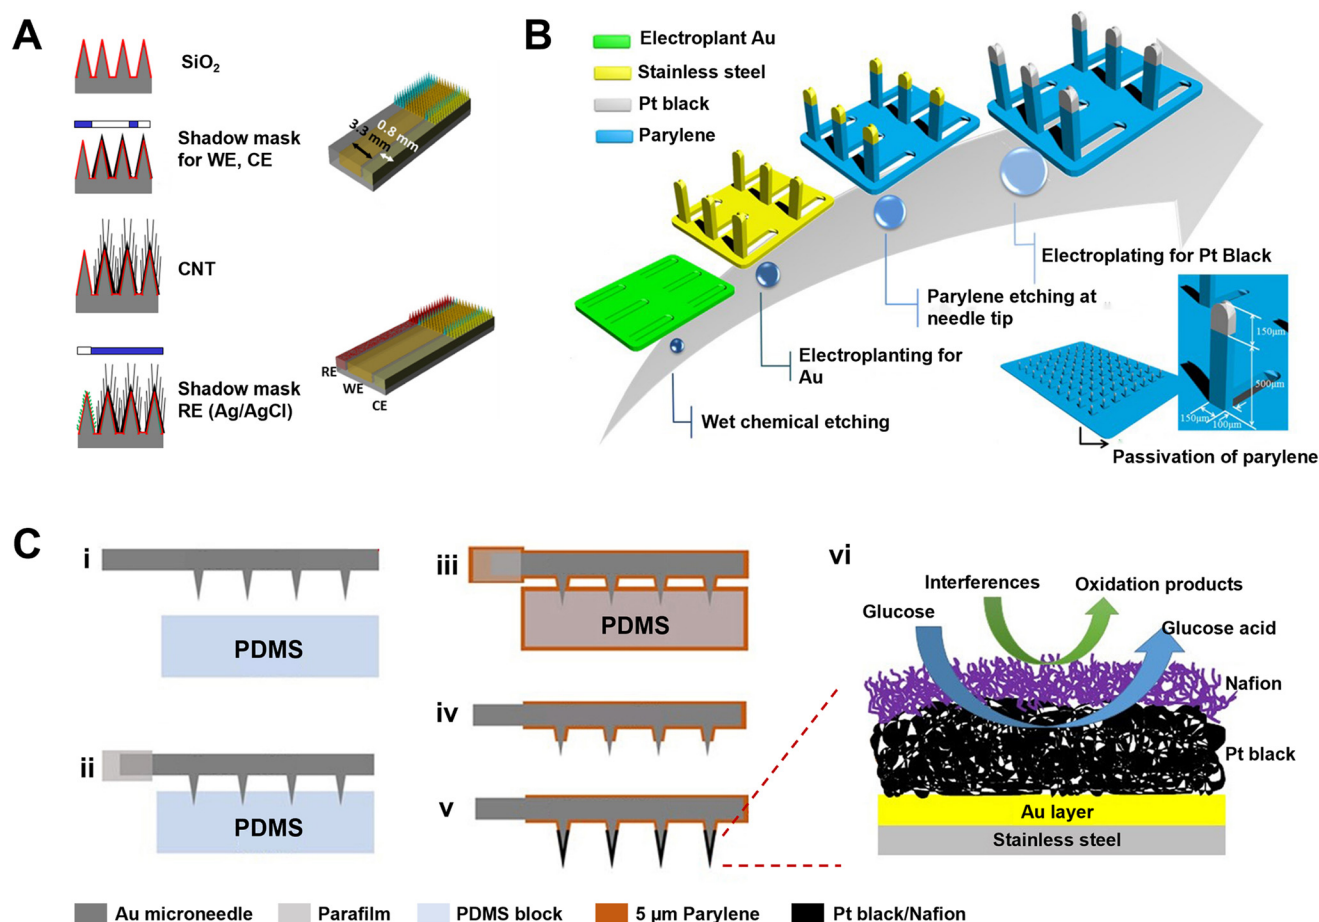 A
SiO2
Shadow mask
for WE, CE
3.3 mm
0.8 mm
CNT
Shadow mask
RE (Ag/AgCl)
RE
WE
CE
B
Electroplant Au
Stainless steel
Pt black
Parylene
Electroplating for Pt Black
Parylene etching at
needle tip
Electroplanting for
Au
Wet chemical etching
150μm
500μm
150μm
100μm
Passivation of parylene
C
i
PDMS
ii
PDMS
iii
PDMS
iv
v
vi
Interferences
Oxidation products
Glucose
Glucose acid
Nafion
Pt black
Au layer
Stainless steel
Au microneedle
Parafilm
PDMS block
5 μm Parylene
Pt black/Nafion